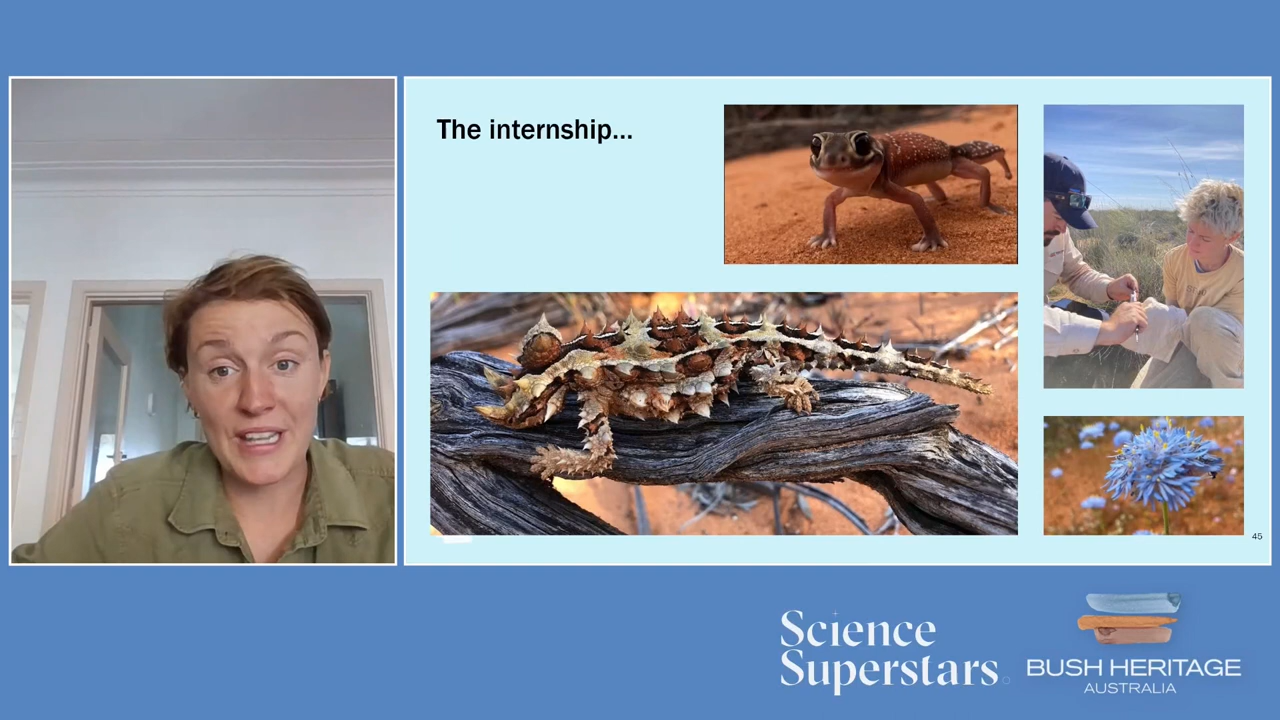 The internship...
45
Science
Superstars
BUSH HERITAGE
AUSTRALIA